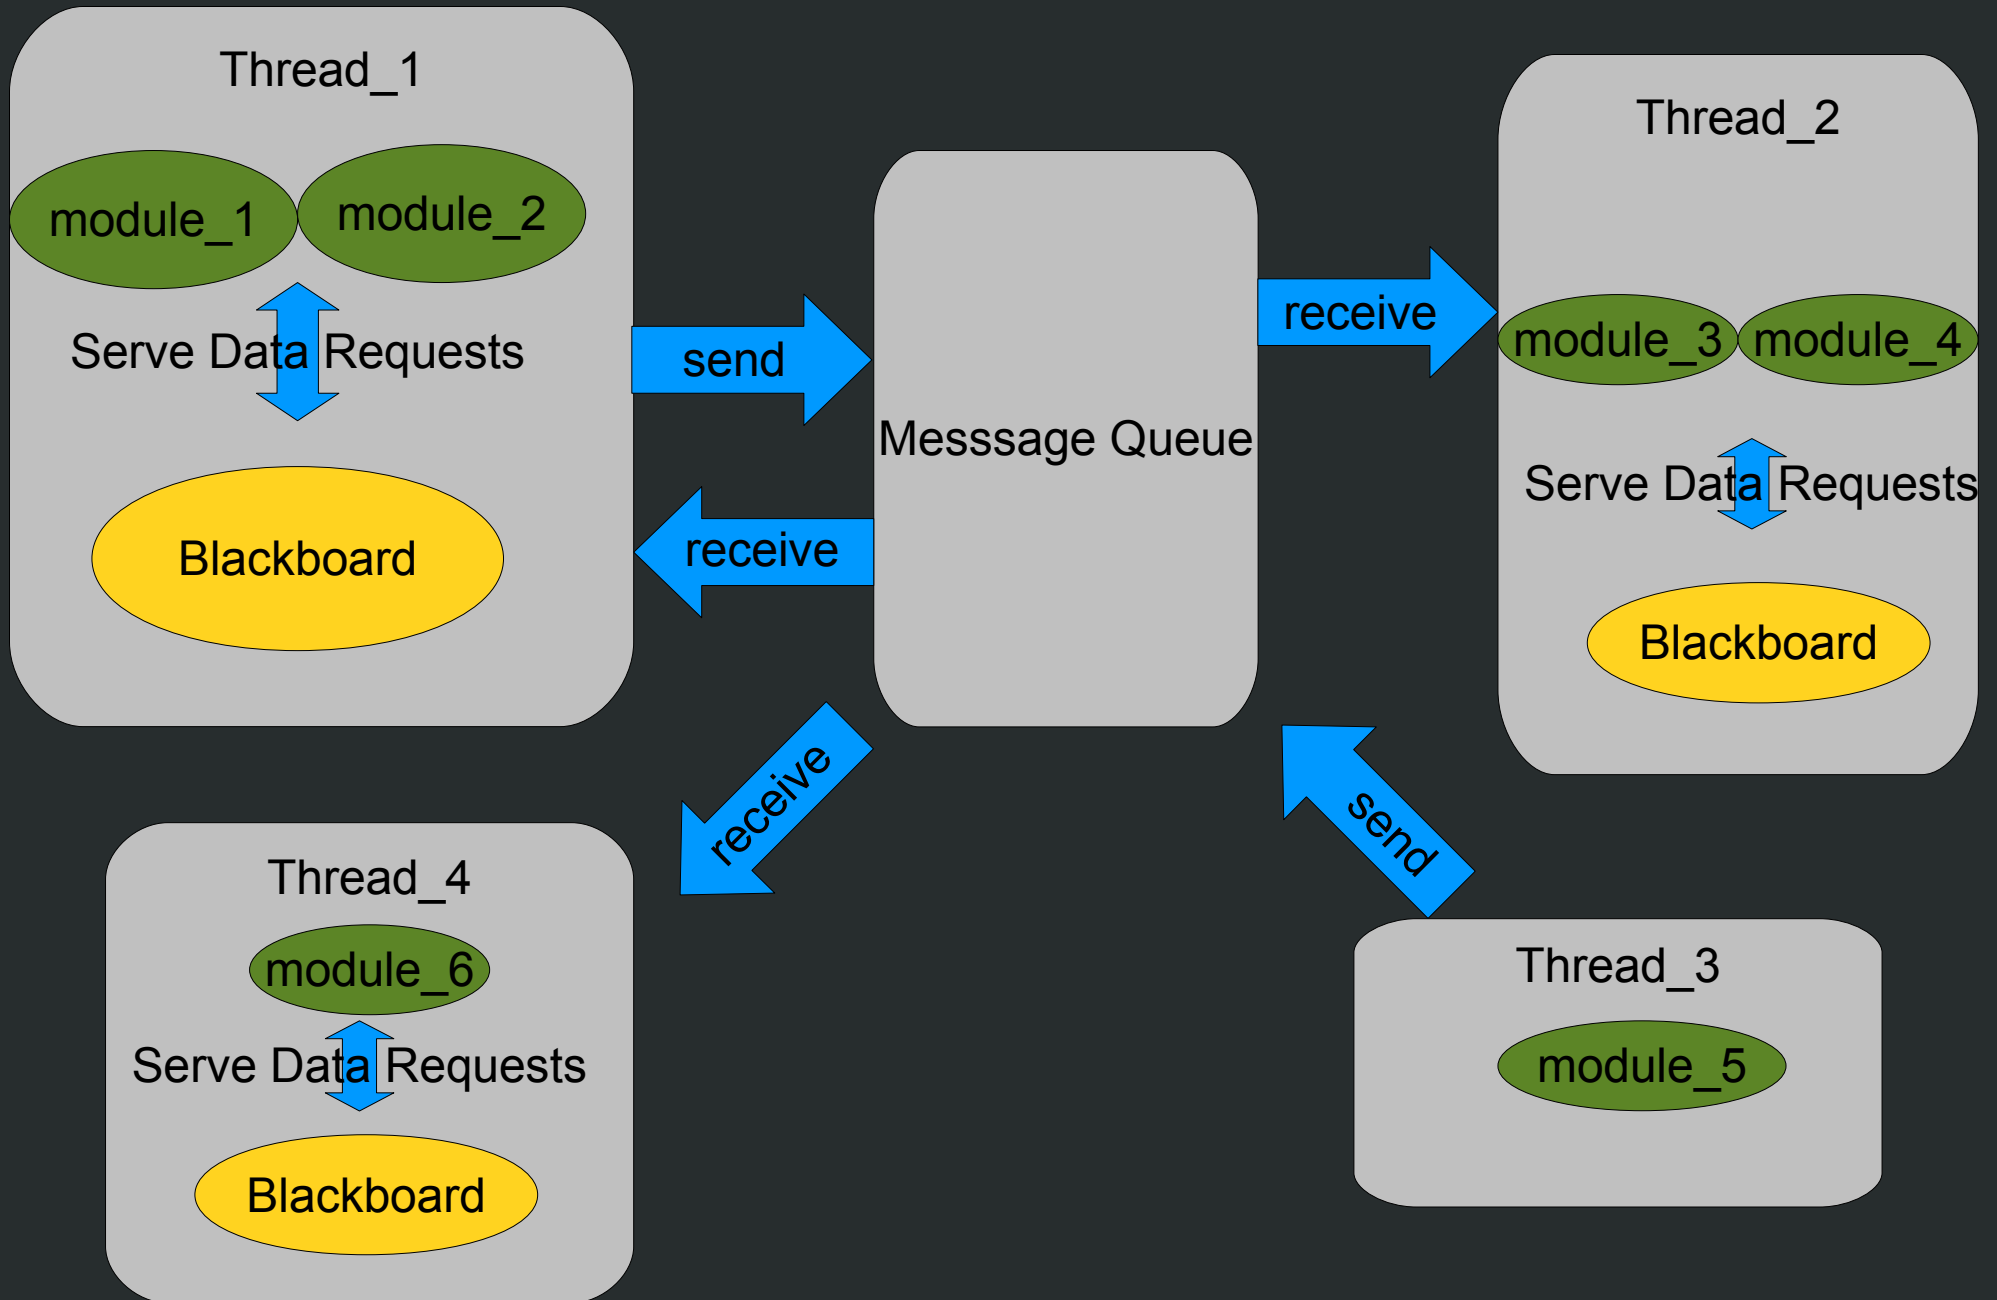 Thread_1
module_1
module_2
Serve Data Requests
Blackboard
send
receive
Messsage Queue
receive
Thread_2
module_3
module_4
Serve Data Requests
Blackboard
receive
send
Thread_4
module_6
Serve Data Requests
Blackboard
Thread_3
module_5